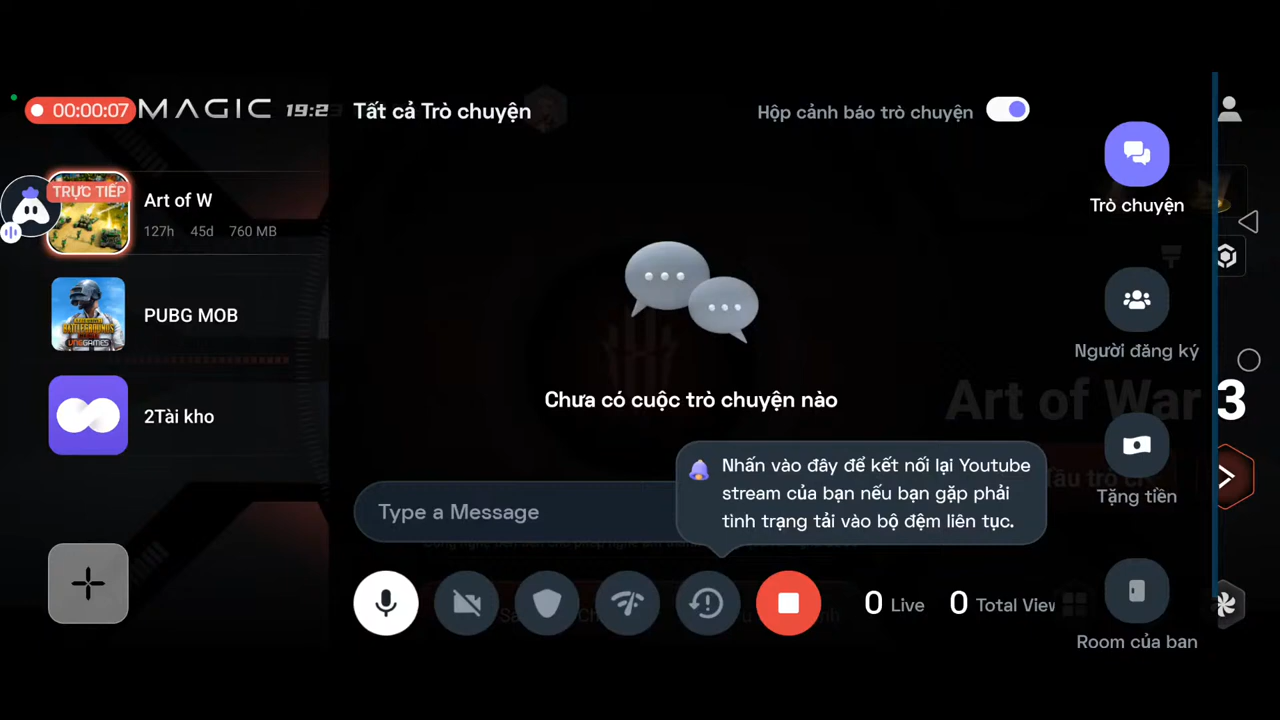 00:00:07
MAGIC
19:2
Tất cả Trò chuyện
Hộp cảnh báo trò chuyện
TRỰC TIẾP
Art of W
127h 45d 760 MB
PUBG MOB
2Tài kho
Trò chuyện
Người đăng ký
Tặng tiền
Room của bạn
Art of War 3
Chưa có cuộc trò chuyện nào
Nhấn vào đây để kết nối lại Youtube
stream của bạn nếu bạn gặp phải
tình trạng tải vào bộ đệm liên tục.
Type a Message
0 Live
0 Total View